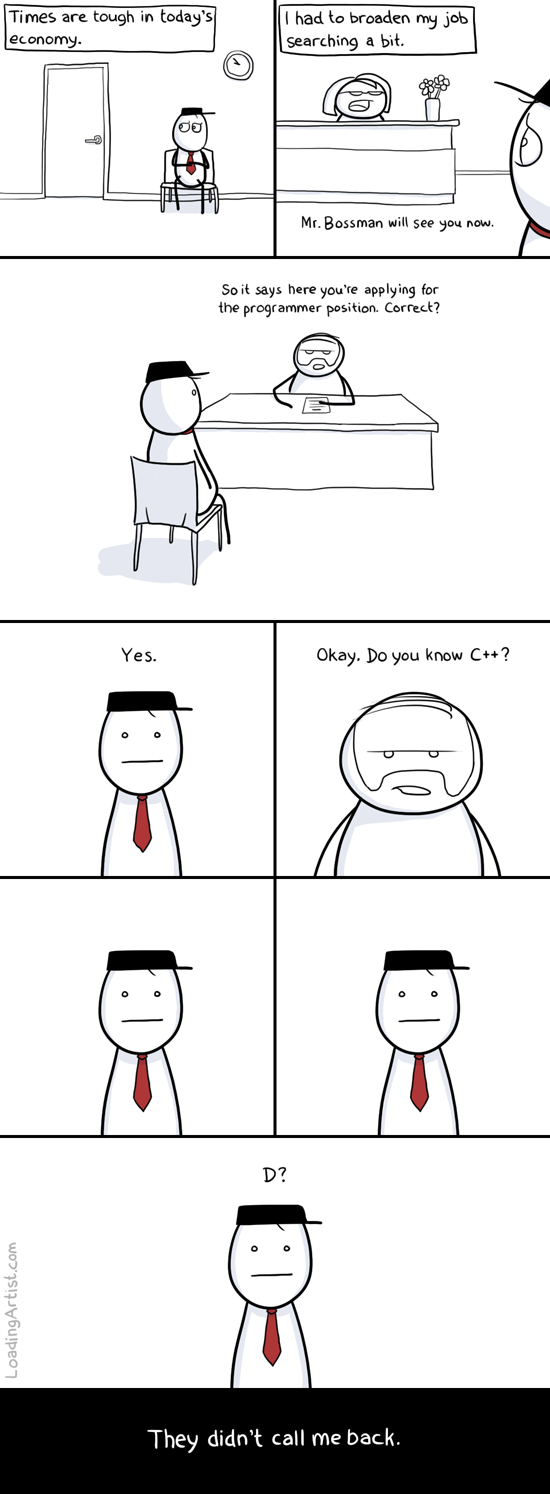 Times are tough in today's
economy.
I had to broaden my job
searching a bit.
Mr. Bossman will see you now.
So it says here you're applying for
the programmer position. Correct?
Yes.
Okay. Do you know C++?
D?
LoadingArtist.com
They didn't call me back.